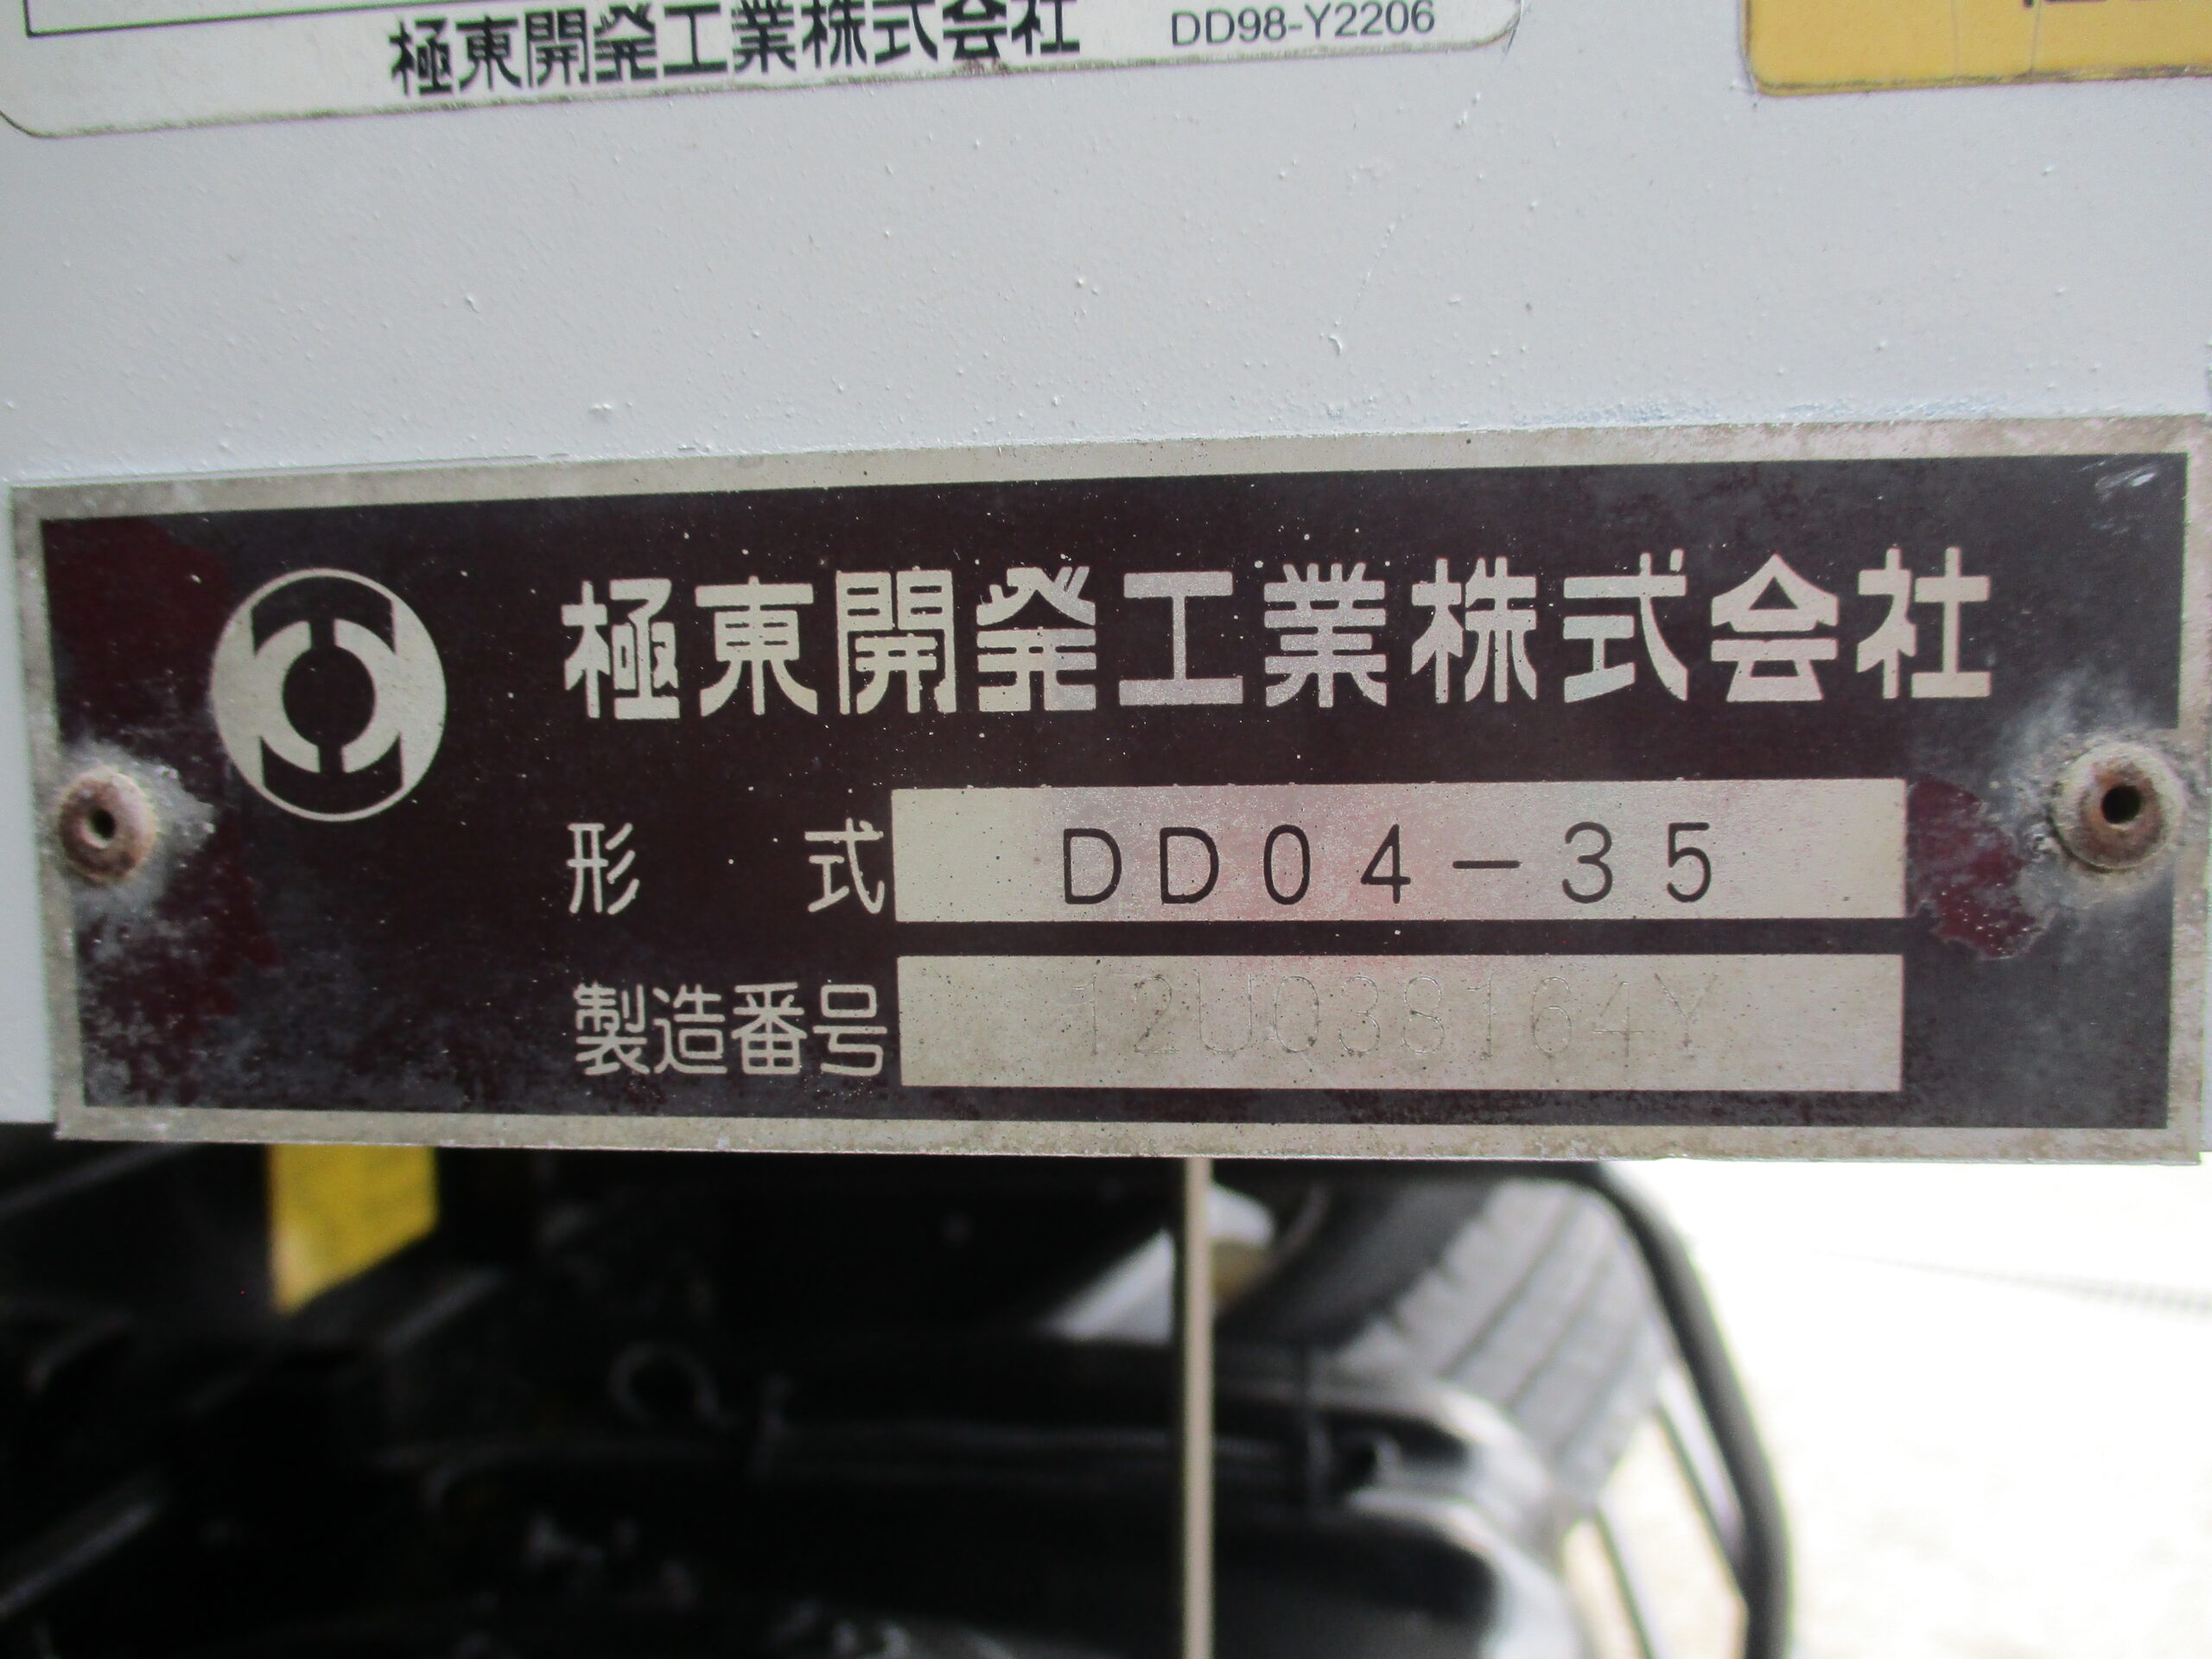 極東開発工業株式会社 DD98-Y2206
極東開発工業株式会社
形 式 DD04-35
製造番号 12U038164Y